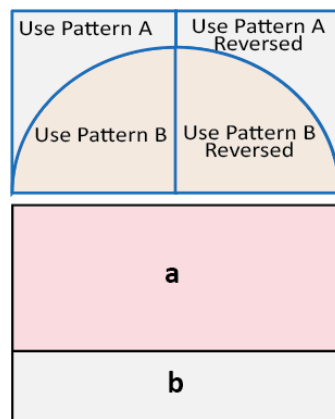 Use Pattern A
Use Pattern A
Reversed
Use Pattern B
Use Pattern B
Reversed
a
b